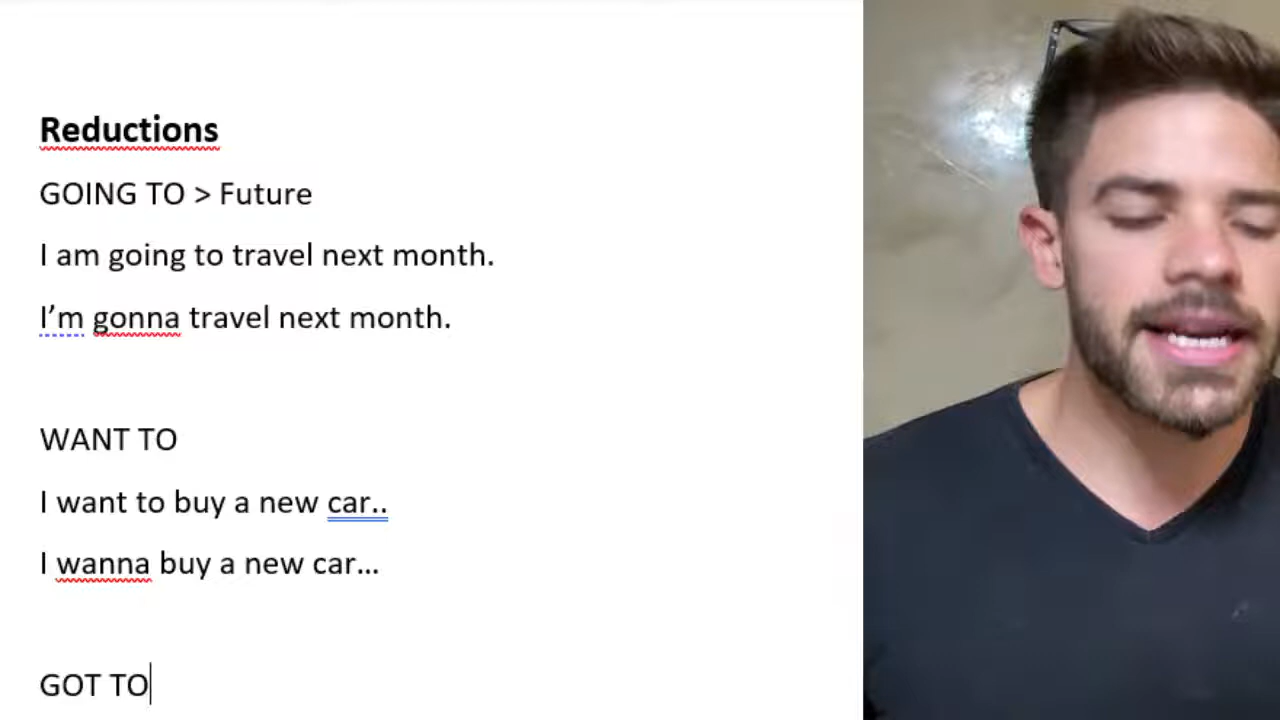 Reductions
GOING TO > Future
I am going to travel next month.
I’m gonna travel next month.
WANT TO
I want to buy a new car..
I wanna buy a new car...
GOT TO